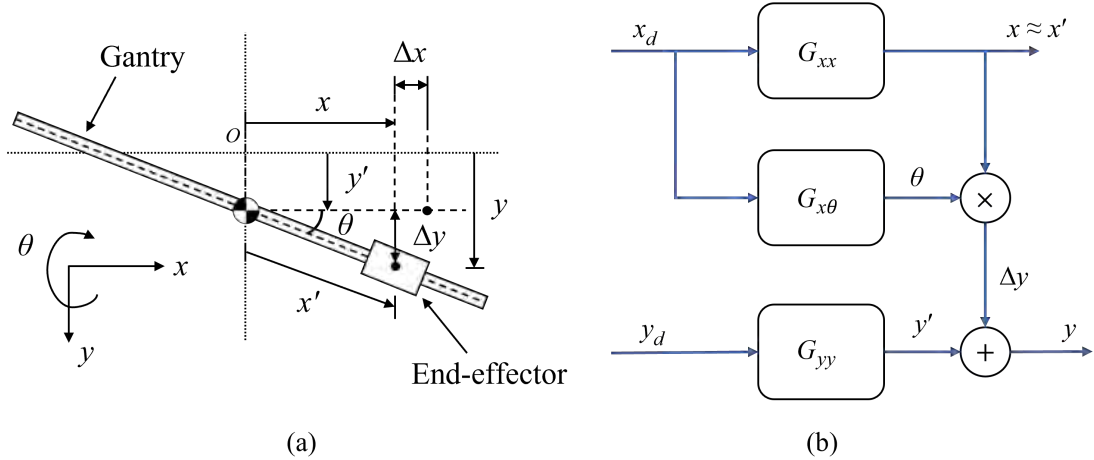 Gantry
Δx
x
O
y′
y
θ
Δy
θ
x
x′
y
End-effector
(a)
x_d
G_xx
x ≈ x′
G_xθ
θ
×
Δy
y_d
G_yy
y′
+
y
(b)